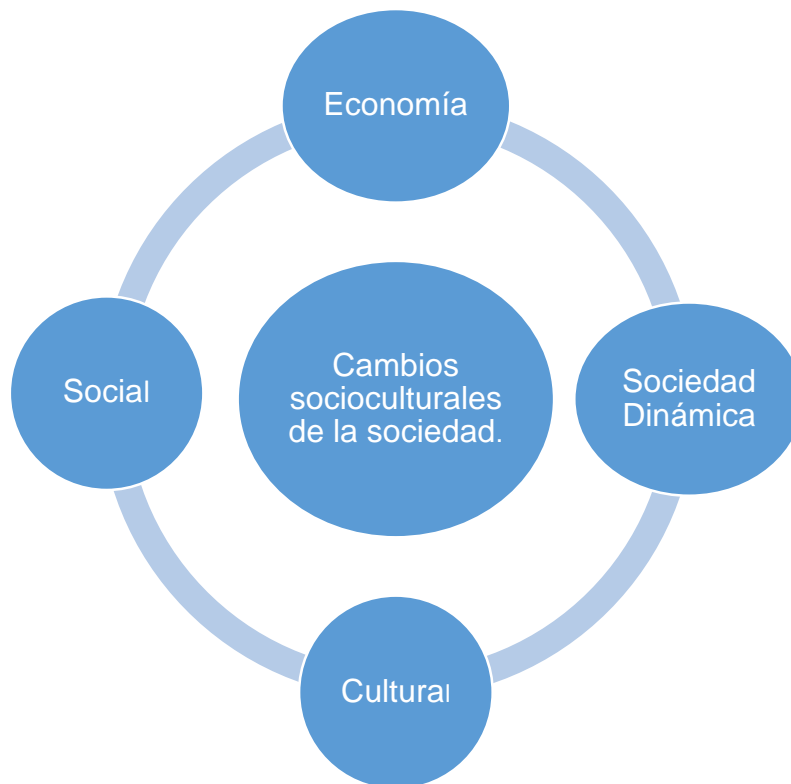 Economía
Social
Cambios
socioculturales
de la sociedad.
Sociedad
Dinámica
Cultural